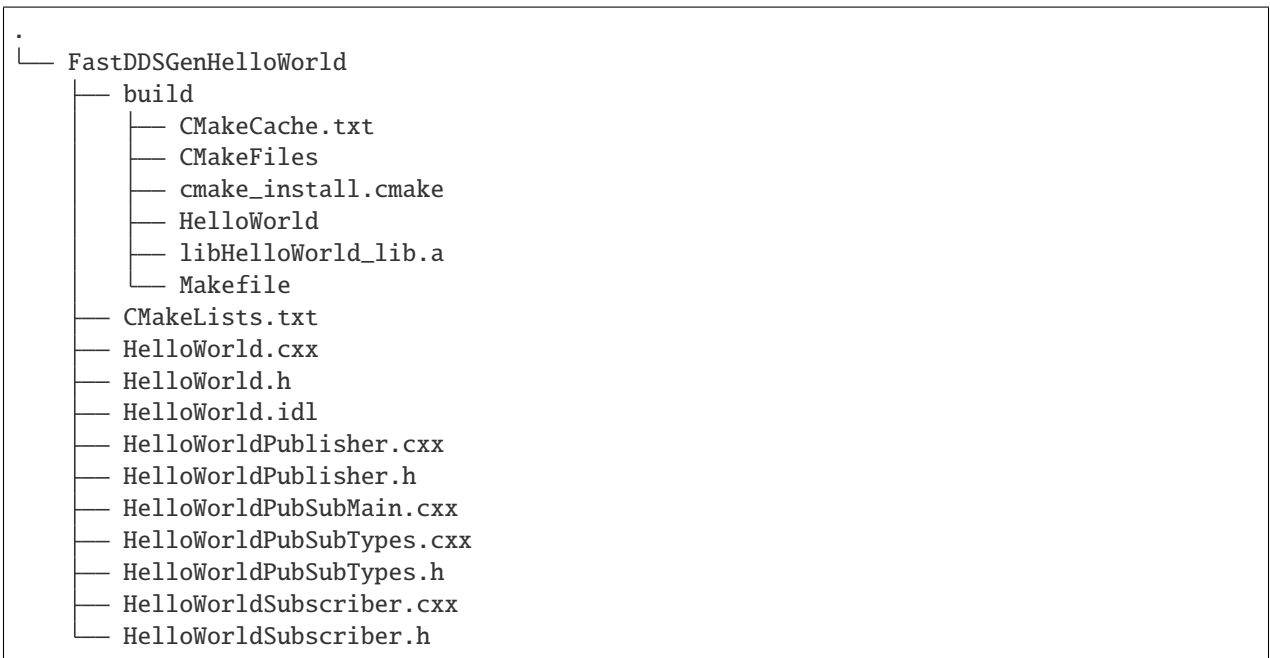 .
└── FastDDSGenHelloWorld
    ├── build
    │   ├── CMakeCache.txt
    │   ├── CMakeFiles
    │   ├── cmake_install.cmake
    │   ├── HelloWorld
    │   ├── libHelloWorld_lib.a
    │   └── Makefile
    ├── CMakeLists.txt
    ├── HelloWorld.cxx
    ├── HelloWorld.h
    ├── HelloWorld.idl
    ├── HelloWorldPublisher.cxx
    ├── HelloWorldPublisher.h
    ├── HelloWorldPubSubMain.cxx
    ├── HelloWorldPubSubTypes.cxx
    ├── HelloWorldPubSubTypes.h
    ├── HelloWorldSubscriber.cxx
    └── HelloWorldSubscriber.h